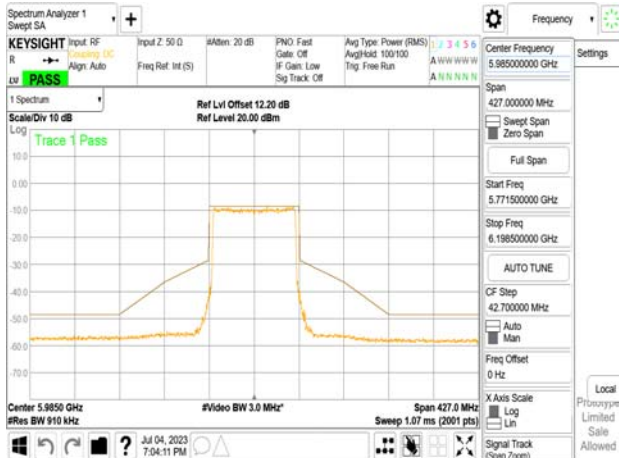 Spectrum Analyzer 1
Swept SA
Frequency
KEYSIGHT
Input: RF
Coupling: DC
Align: Auto
Input Z: 50 Ω
Freq Ref: Int (S)
#Atten: 20 dB
PNO: Fast
Gate: Off
IF Gain: Low
Sig Track: Off
Avg Type: Power (RMS)
Avg|Hold: 100/100
Trig: Free Run
1 2 3 4 5 6
A W W W W W
A N N N N N
R
LU
PASS
1 Spectrum
Scale/Div 10 dB
Ref Lvl Offset 12.20 dB
Ref Level 20.00 dBm
Log
Trace 1 Pass
10.0
0.00
-10.0
-20.0
-30.0
-40.0
-50.0
-60.0
-70.0
Center 5.9850 GHz
#Res BW 910 kHz
#Video BW 3.0 MHz*
Span 427.0 MHz
Sweep 1.07 ms (2001 pts)
Jul 04, 2023
7:04:11 PM
Center Frequency
5.985000000 GHz
Settings
Span
427.000000 MHz
Swept Span
Zero Span
Full Span
Start Freq
5.771500000 GHz
Stop Freq
6.198500000 GHz
AUTO TUNE
CF Step
42.700000 MHz
Auto
Man
Freq Offset
0 Hz
X Axis Scale
Log
Lin
Signal Track
(Span Zoom)
Local
Prototype
Limited
Sale
Allowed